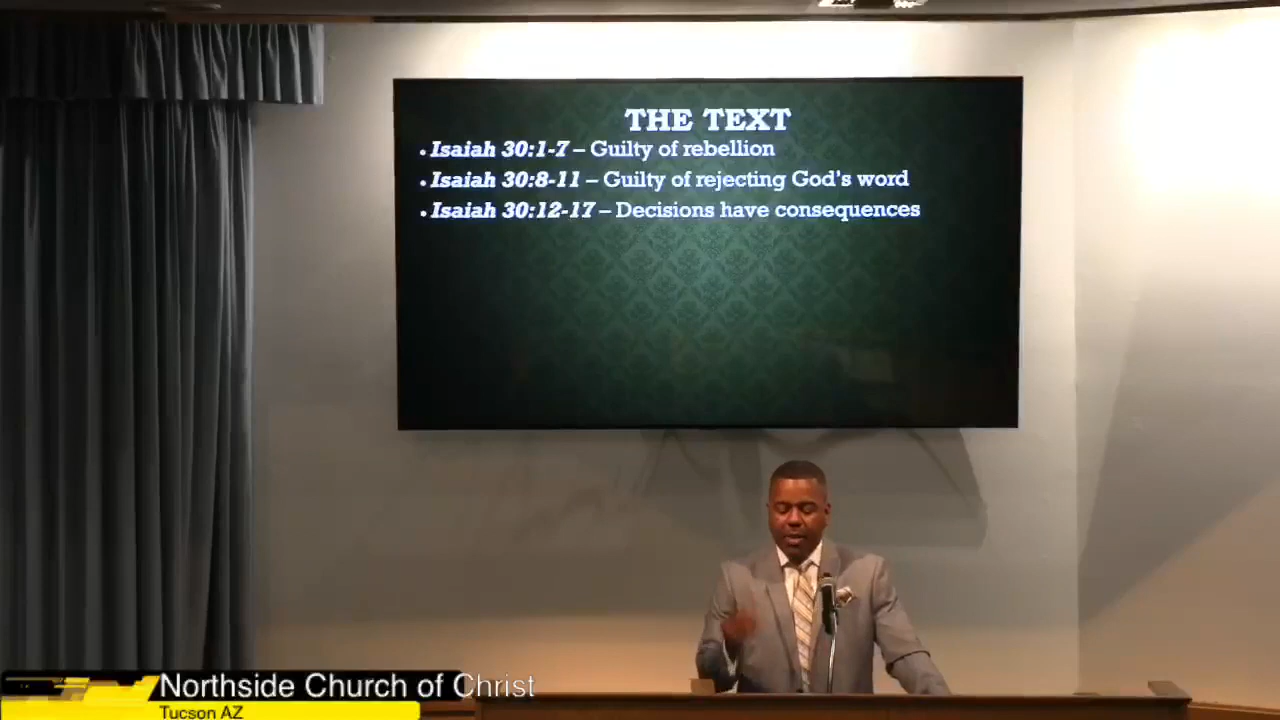 THE TEXT
• Isaiah 30:1-7 – Guilty of rebellion
• Isaiah 30:8-11 – Guilty of rejecting God's word
• Isaiah 30:12-17 – Decisions have consequences
Northside Church of Christ
Tucson AZ